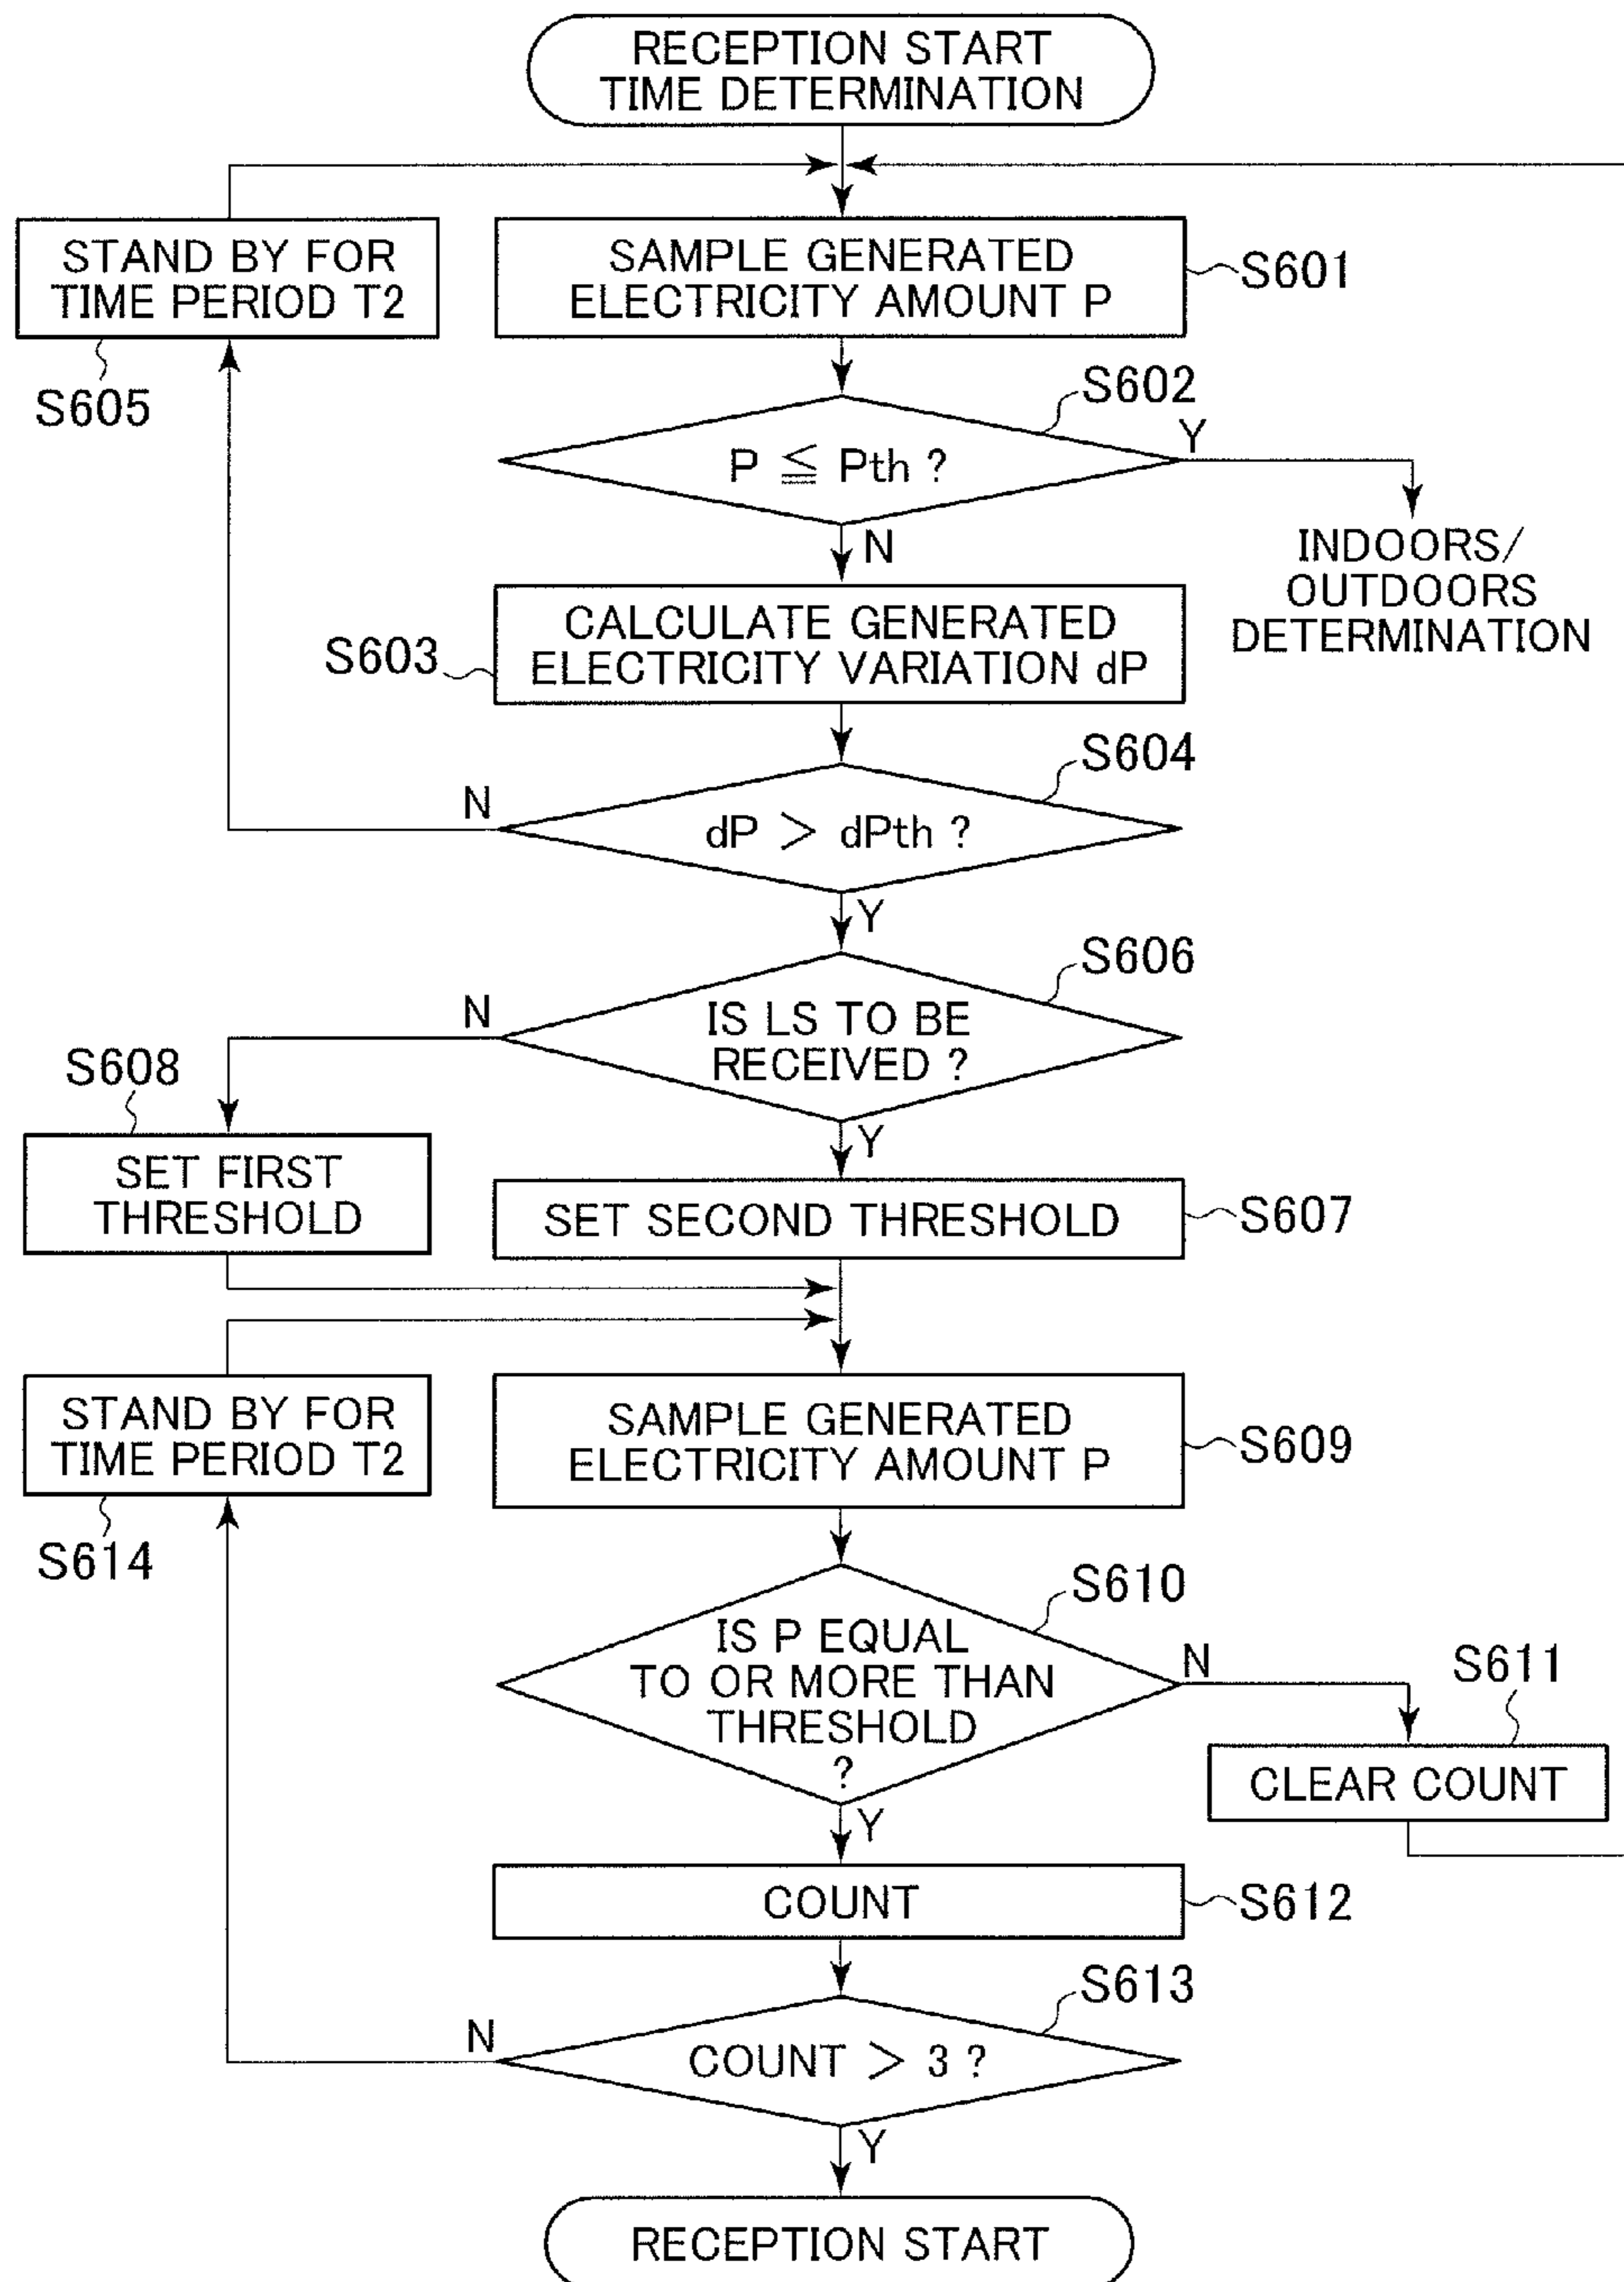 RECEPTION START
TIME DETERMINATION
STAND BY FOR
TIME PERIOD T2
S605
SAMPLE GENERATED
ELECTRICITY AMOUNT P
S601
S602
P ≦ Pth ?
Y
N
INDOORS/
OUTDOORS
DETERMINATION
S603
CALCULATE GENERATED
ELECTRICITY VARIATION dP
S604
N
dP > dPth ?
Y
S606
N
IS LS TO BE
RECEIVED ?
Y
S608
SET FIRST
THRESHOLD
SET SECOND THRESHOLD
S607
STAND BY FOR
TIME PERIOD T2
S614
SAMPLE GENERATED
ELECTRICITY AMOUNT P
S609
S610
IS P EQUAL
TO OR MORE THAN
THRESHOLD
?
N
Y
S611
CLEAR COUNT
COUNT
S612
S613
N
COUNT > 3 ?
Y
RECEPTION START